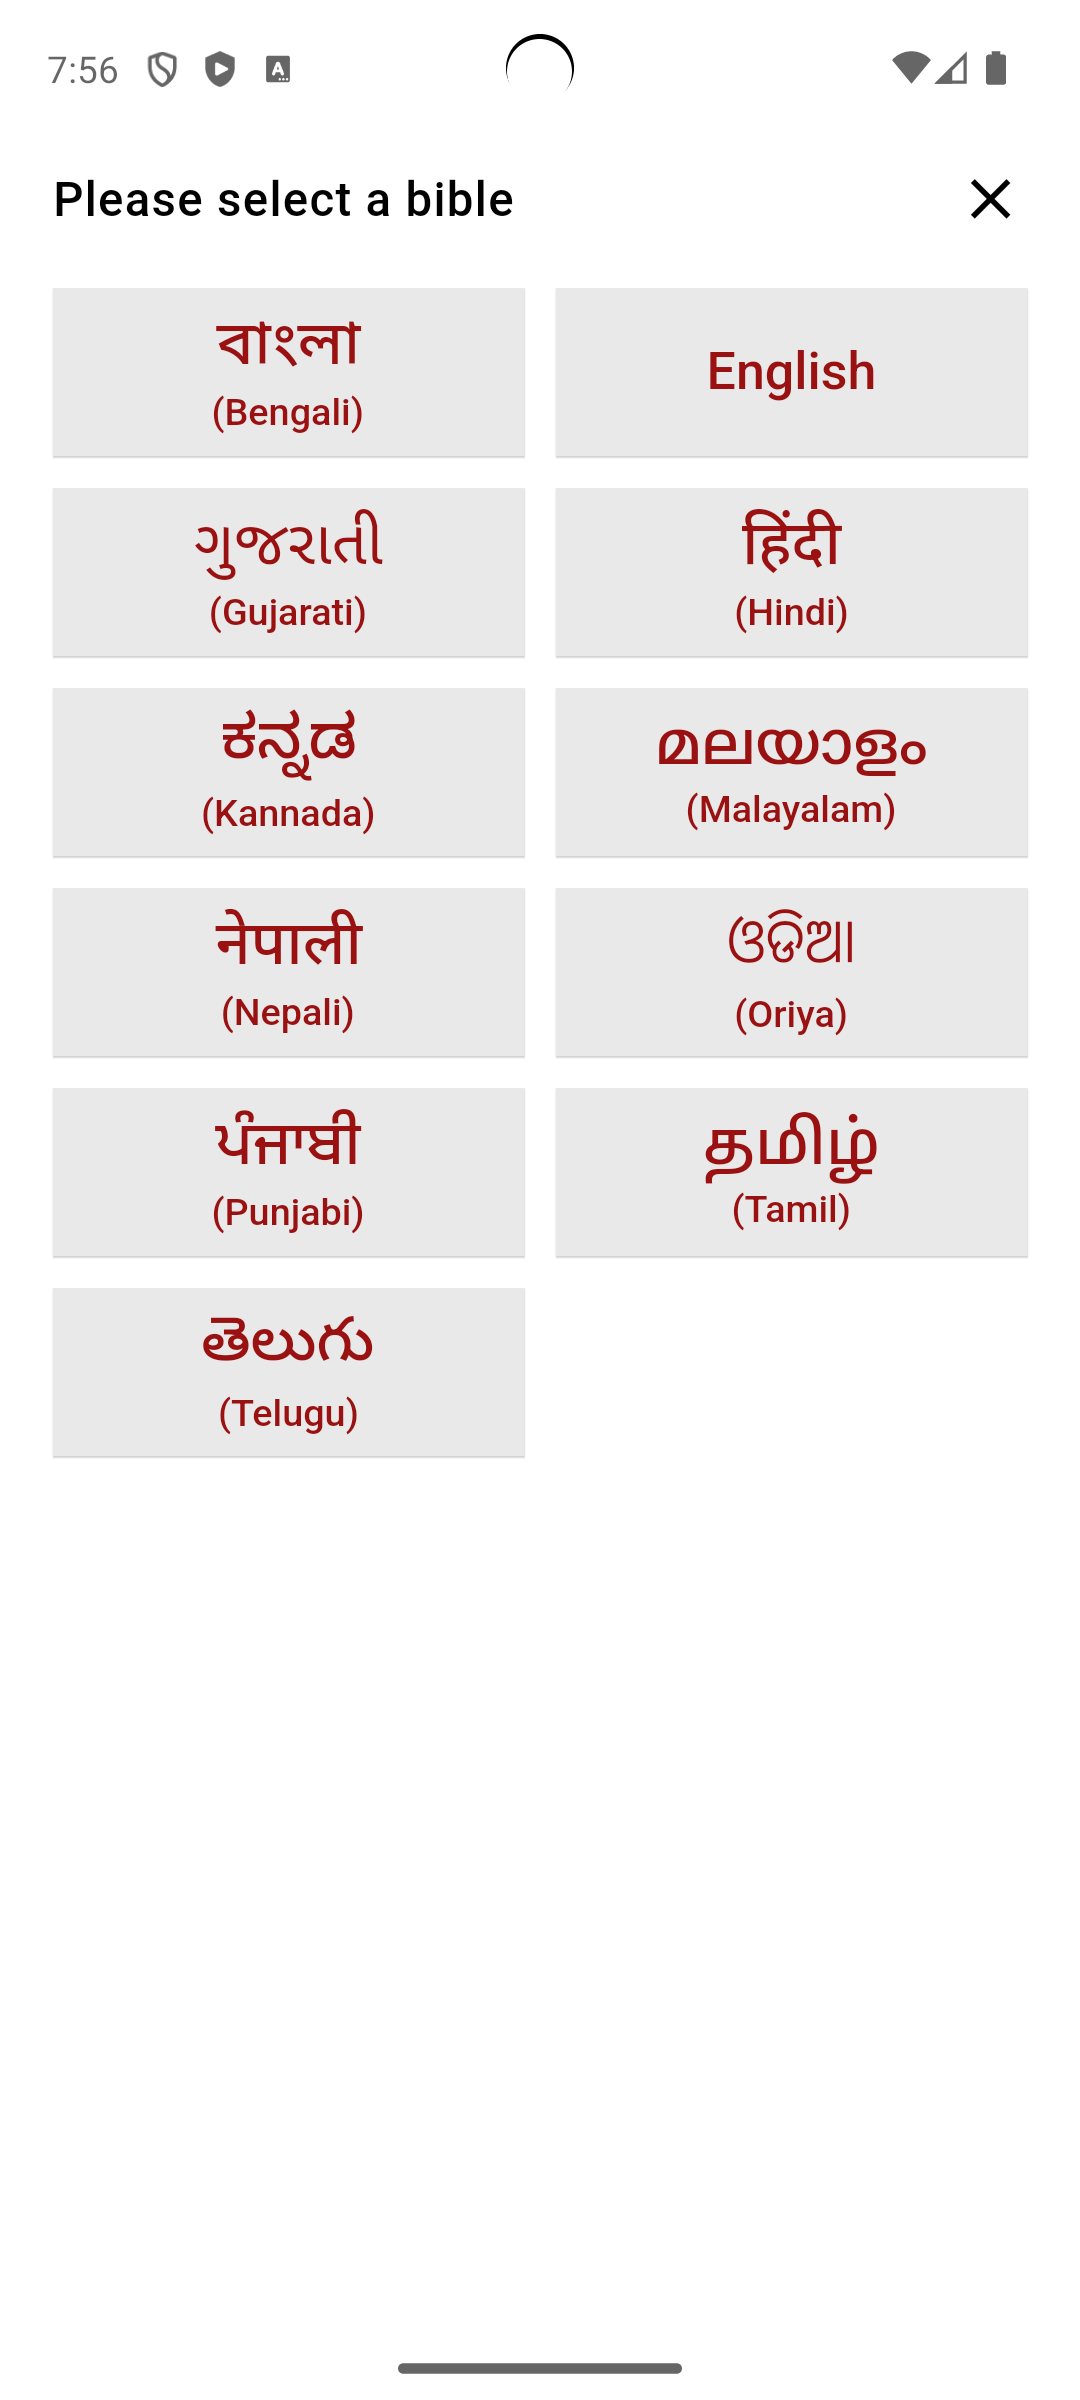 7:56
Please select a bible
বাংলা
(Bengali)
English
ગુજરાતી
(Gujarati)
हिंदी
(Hindi)
ಕನ್ನಡ
(Kannada)
മലയാളം
(Malayalam)
नेपाली
(Nepali)
ଓଡିଆ
(Oriya)
ਪੰਜਾਬੀ
(Punjabi)
தமிழ்
(Tamil)
తెలుగు
(Telugu)